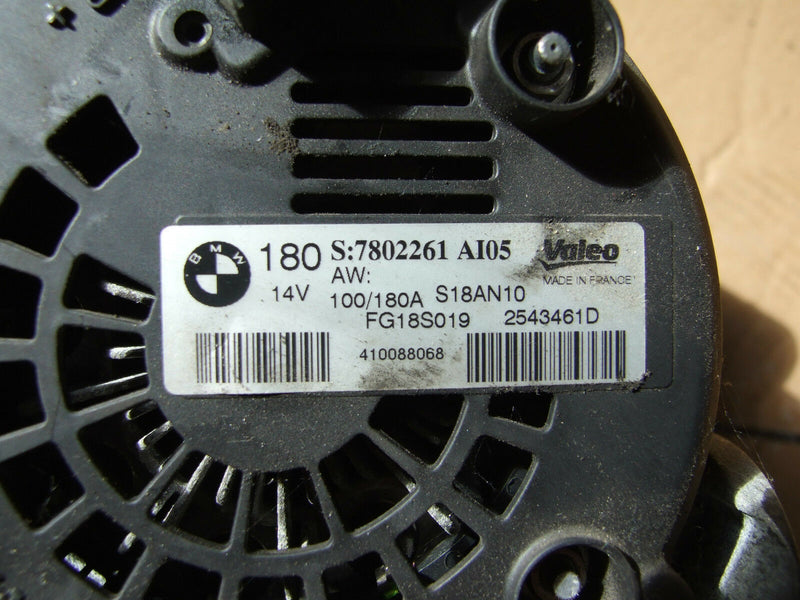 BMW 180 S:7802261 AI05 Valeo
AW: MADE IN FRANCE
14V 100/180A S18AN10
FG18S019 2543461D
410088068